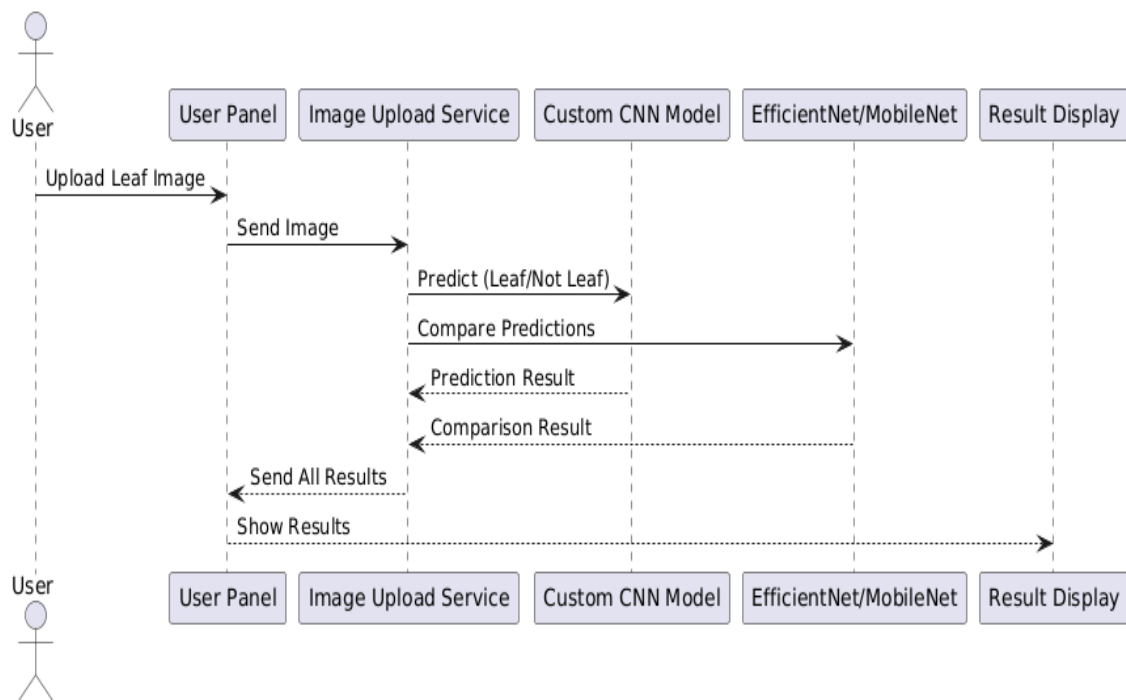 User
User Panel
Image Upload Service
Custom CNN Model
EfficientNet/MobileNet
Result Display
Upload Leaf Image
Send Image
Predict (Leaf/Not Leaf)
Compare Predictions
Prediction Result
Comparison Result
Send All Results
Show Results
User
User Panel
Image Upload Service
Custom CNN Model
EfficientNet/MobileNet
Result Display